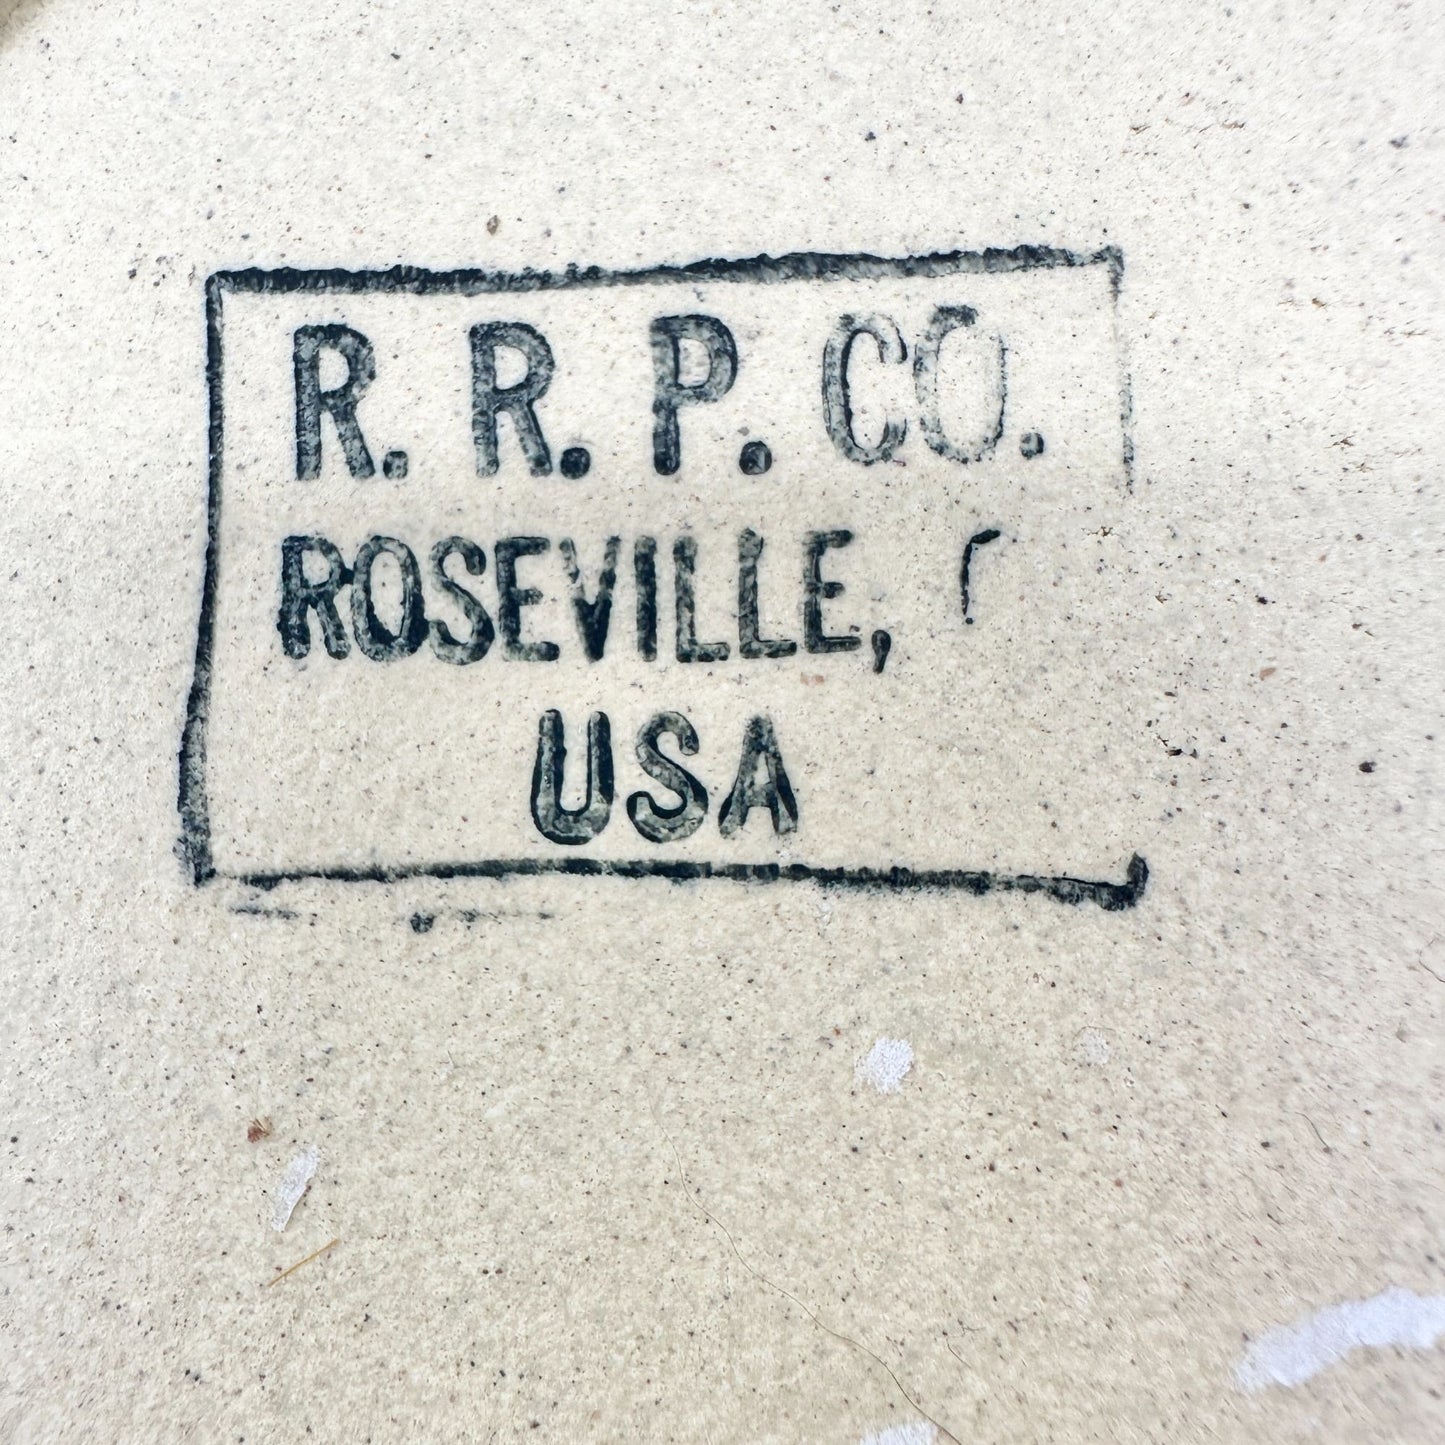 R. R. P. CO.
ROSEVILLE,
USA